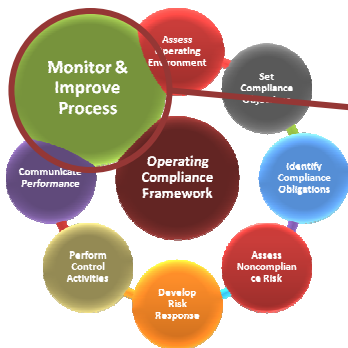 Monitor &
Improve
Process
Assess
Operating
Environment
Set
Compliance
Identify
Compliance
Obligations
Assess
Noncomplian
ce Risk
Develop
Risk
Response
Perform
Control
Activities
Communicate
Performance
Operating
Compliance
Framework